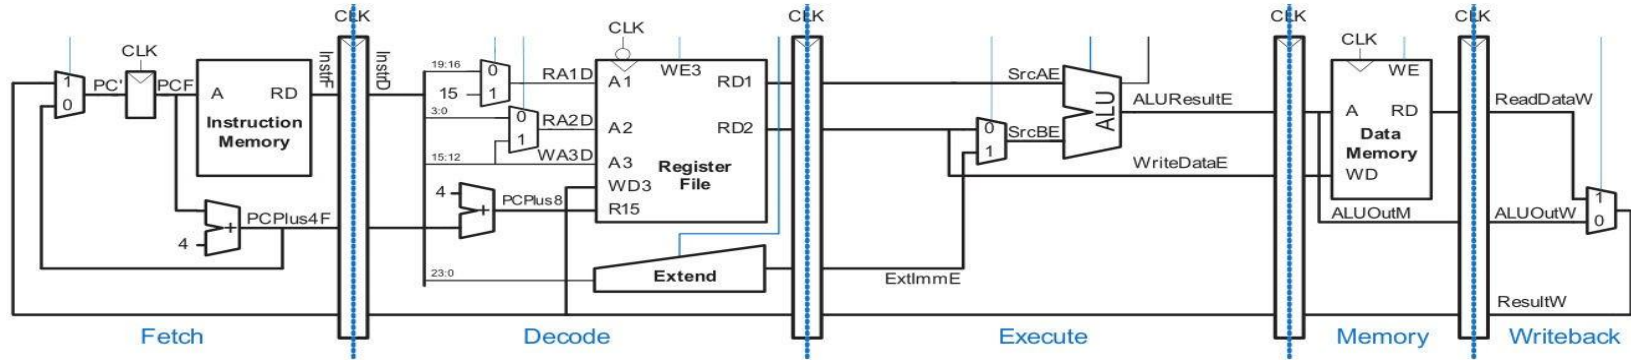 CLK
CLK
CLK
CLK
CLK
CLK
CLK
1
0
PC'
PCF
A
RD
Instruction
Memory
InstrF
PCPlus4F
+
4
InstrD
19:16
15
3:0
15:12
23:0
0
1
0
1
RA1D
RA2D
WA3D
4
+
PCPlus8
A1
A2
A3
WD3
R15
WE3
RD1
RD2
Register
File
Extend
SrcAE
0
1
SrcBE
ALU
ALUResultE
WriteDataE
ExtImmE
WE
A
RD
Data
Memory
WD
ALUOutM
ReadDataW
ALUOutW
1
0
ResultW
Fetch
Decode
Execute
Memory
Writeback